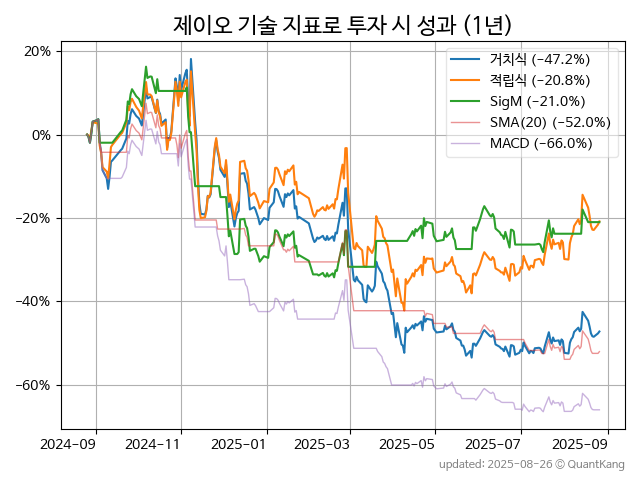 제이오 기술 지표로 투자 시 성과 (1년)
거치식 (−47.2%)
적립식 (−20.8%)
SigM (−21.0%)
SMA(20) (−52.0%)
MACD (−66.0%)
20%
0%
−20%
−40%
−60%
2024-09
2024-11
2025-01
2025-03
2025-05
2025-07
2025-09
updated: 2025-08-26 © QuantKang